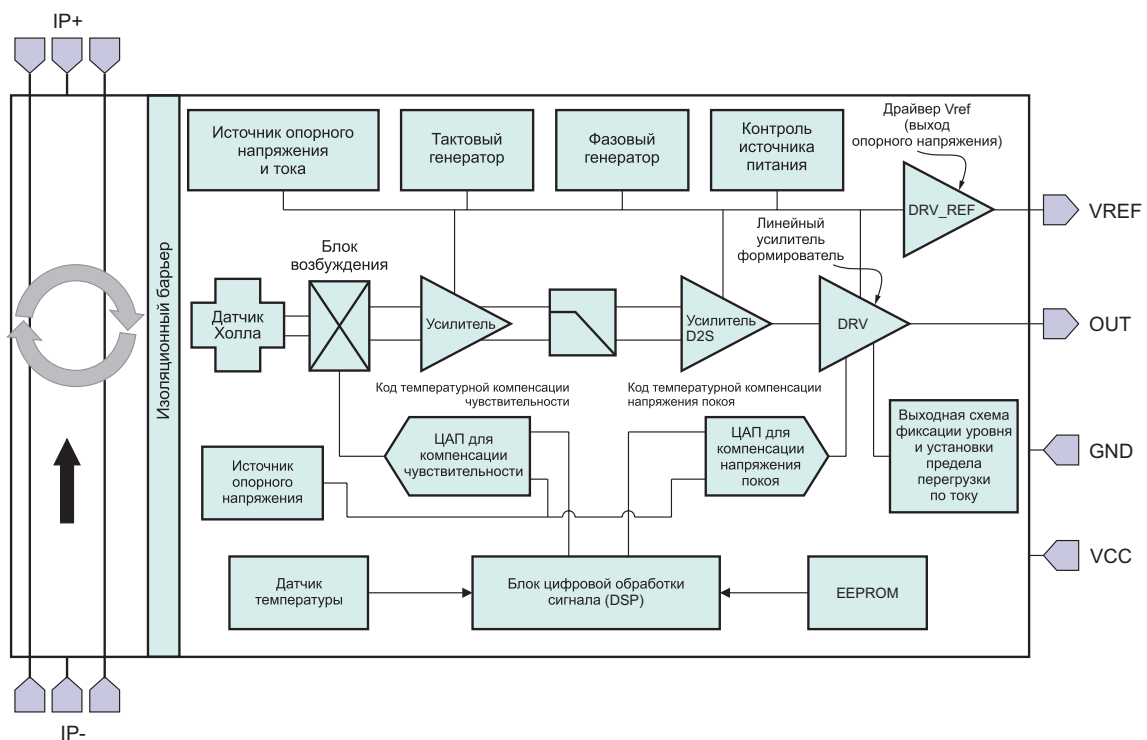 IP+
Источник опорного
напряжения
и тока
Тактовый
генератор
Фазовый
генератор
Контроль
источника
питания
Драйвер Vref
(выход
опорного напряжения)
DRV_REF
VREF
Изоляционный барьер
Блок
возбуждения
Линейный
усилитель
формирователь
Датчик
Холла
Усилитель
Усилитель
D2S
DRV
OUT
Код температурной компенсации
чувствительности
Код температурной компенсации
напряжения покоя
ЦАП для
компенсации
чувствительности
ЦАП для
компенсации
напряжения
покоя
Выходная схема
фиксации уровня
и установки
предела
перегрузки
по току
GND
Источник
опорного
напряжения
VCC
Датчик
температуры
Блок цифровой обработки
сигнала (DSP)
EEPROM
IP-